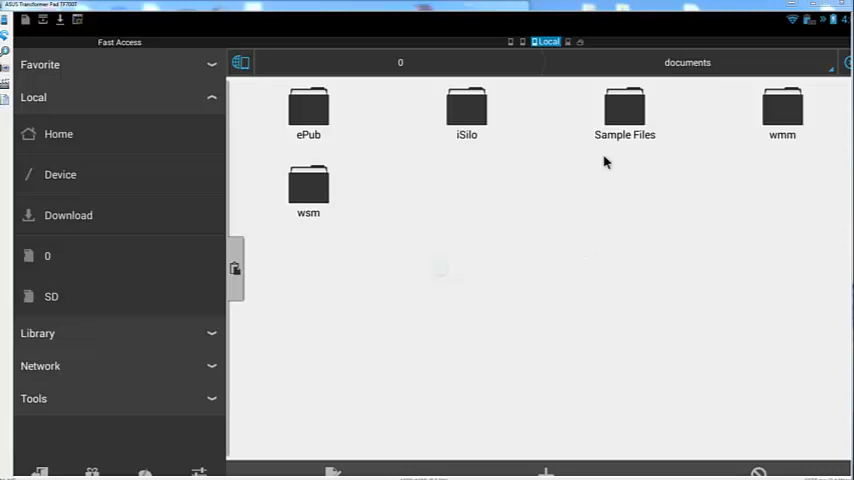 ASUS Transformer Pad TF700T
Fast Access
Local
Favorite
0
documents
Local
Home
Device
Download
0
SD
Library
Network
Tools
ePub
iSilo
Sample Files
wmm
wsm